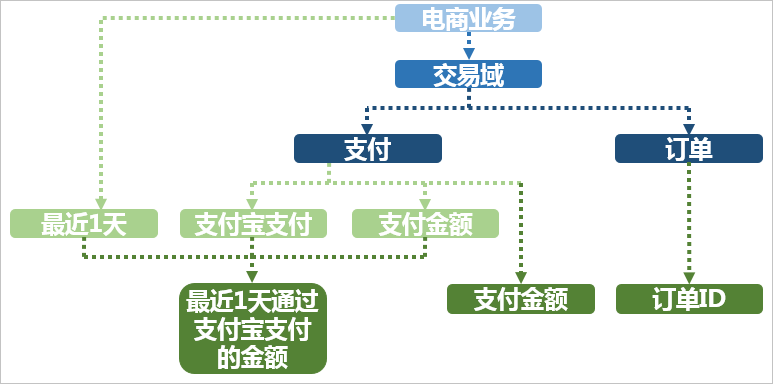 电商业务
交易域
支付
订单
最近1天
支付宝支付
支付金额
最近1天通过
支付宝支付
的金额
支付金额
订单ID